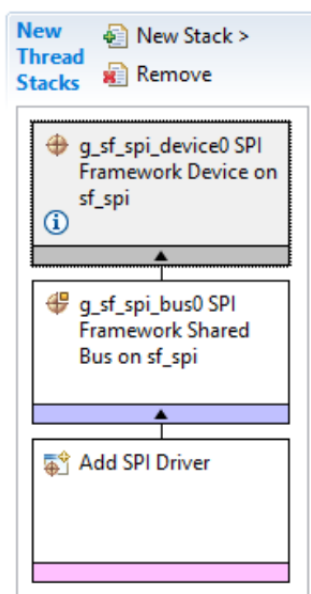 New
Thread
Stacks
New Stack >
Remove
g_sf_spi_device0 SPI
Framework Device on
sf_spi
g_sf_spi_bus0 SPI
Framework Shared
Bus on sf_spi
Add SPI Driver